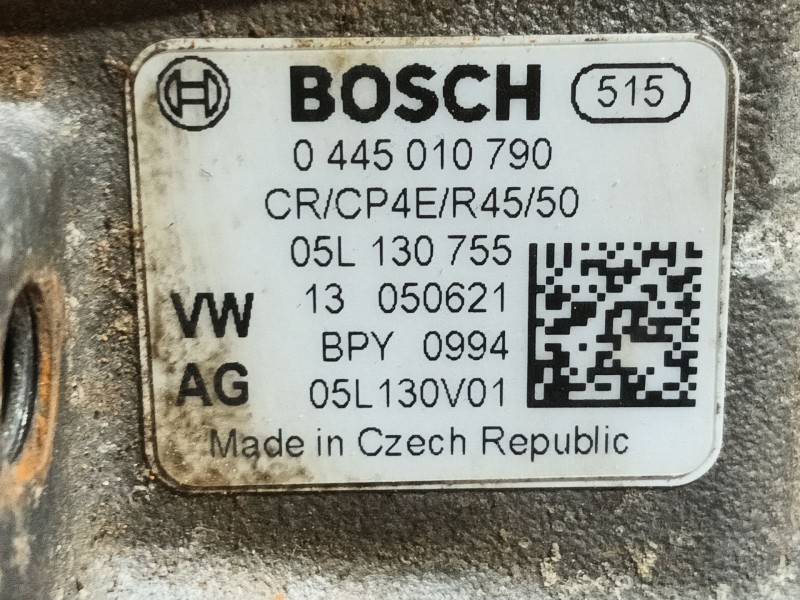 BOSCH 515
0 445 010 790
CR/CP4E/R45/50
05L 130 755
VW 13 050621
BPY 0994
AG 05L130V01
Made in Czech Republic